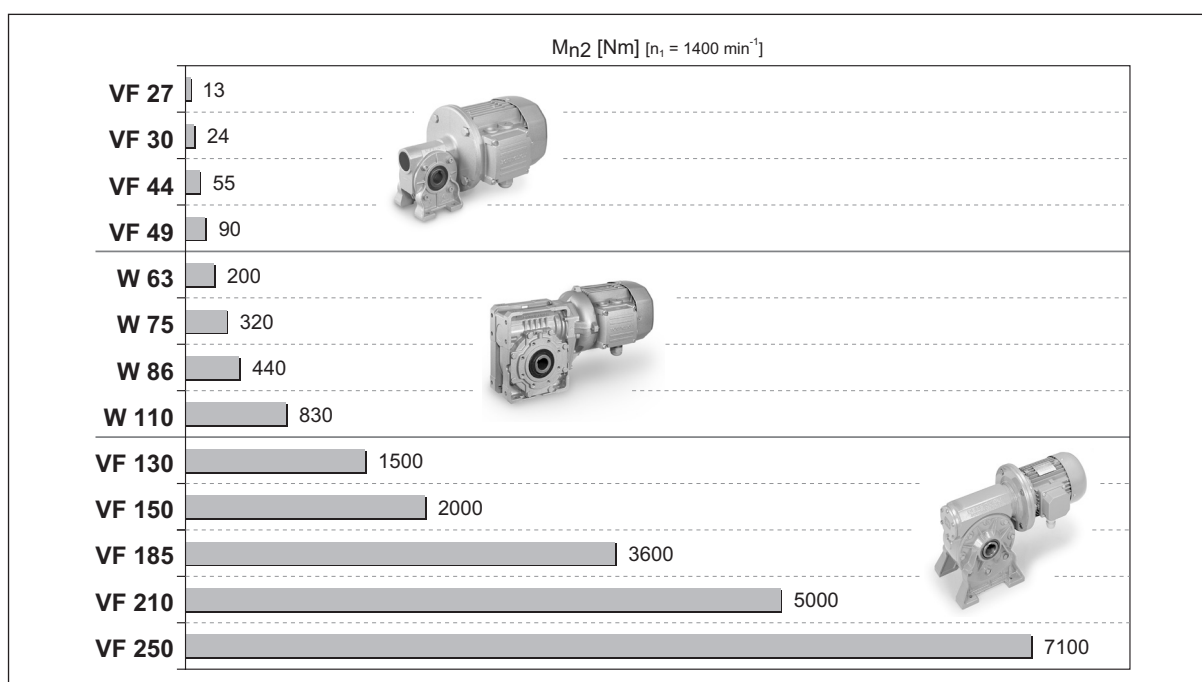 Mn2 [Nm] [n₁ = 1400 min⁻¹]
VF 27 13
VF 30 24
VF 44 55
VF 49 90
W 63 200
W 75 320
W 86 440
W 110 830
VF 130 1500
VF 150 2000
VF 185 3600
VF 210 5000
VF 250 7100